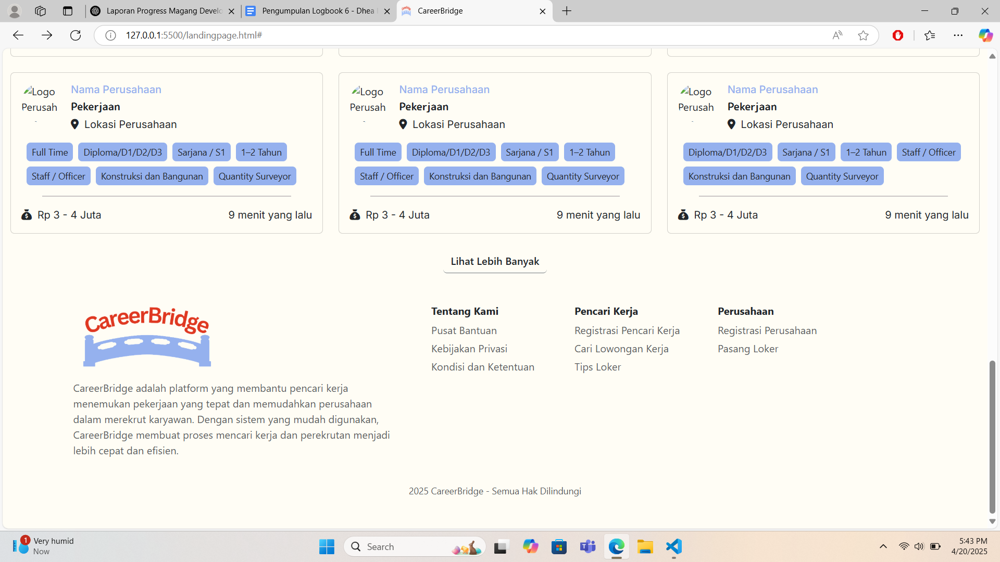 Laporan Progress Magang Develo
Pengumpulan Logbook 6 - Dhea
CareerBridge
127.0.0.1:5500/landingpage.html#
Logo Perusah
-
Nama Perusahaan
Pekerjaan
Lokasi Perusahaan
Full Time
Diploma/D1/D2/D3
Sarjana / S1
1–2 Tahun
Staff / Officer
Konstruksi dan Bangunan
Quantity Surveyor
Rp 3 - 4 Juta
9 menit yang lalu
Logo Perusah
-
Nama Perusahaan
Pekerjaan
Lokasi Perusahaan
Full Time
Diploma/D1/D2/D3
Sarjana / S1
1–2 Tahun
Staff / Officer
Konstruksi dan Bangunan
Quantity Surveyor
Rp 3 - 4 Juta
9 menit yang lalu
Logo Perusah
-
Nama Perusahaan
Pekerjaan
Lokasi Perusahaan
Diploma/D1/D2/D3
Sarjana / S1
1–2 Tahun
Staff / Officer
Konstruksi dan Bangunan
Quantity Surveyor
Rp 3 - 4 Juta
9 menit yang lalu
Lihat Lebih Banyak
CareerBridge
CareerBridge adalah platform yang membantu pencari kerja
menemukan pekerjaan yang tepat dan memudahkan perusahaan
dalam merekrut karyawan. Dengan sistem yang mudah digunakan,
CareerBridge membuat proses mencari kerja dan perekrutan menjadi
lebih cepat dan efisien.
Tentang Kami
Pusat Bantuan
Kebijakan Privasi
Kondisi dan Ketentuan
Pencari Kerja
Registrasi Pencari Kerja
Cari Lowongan Kerja
Tips Loker
Perusahaan
Registrasi Perusahaan
Pasang Loker
2025 CareerBridge - Semua Hak Dilindungi
1
Very humid
Now
Search
5:43 PM
4/20/2025